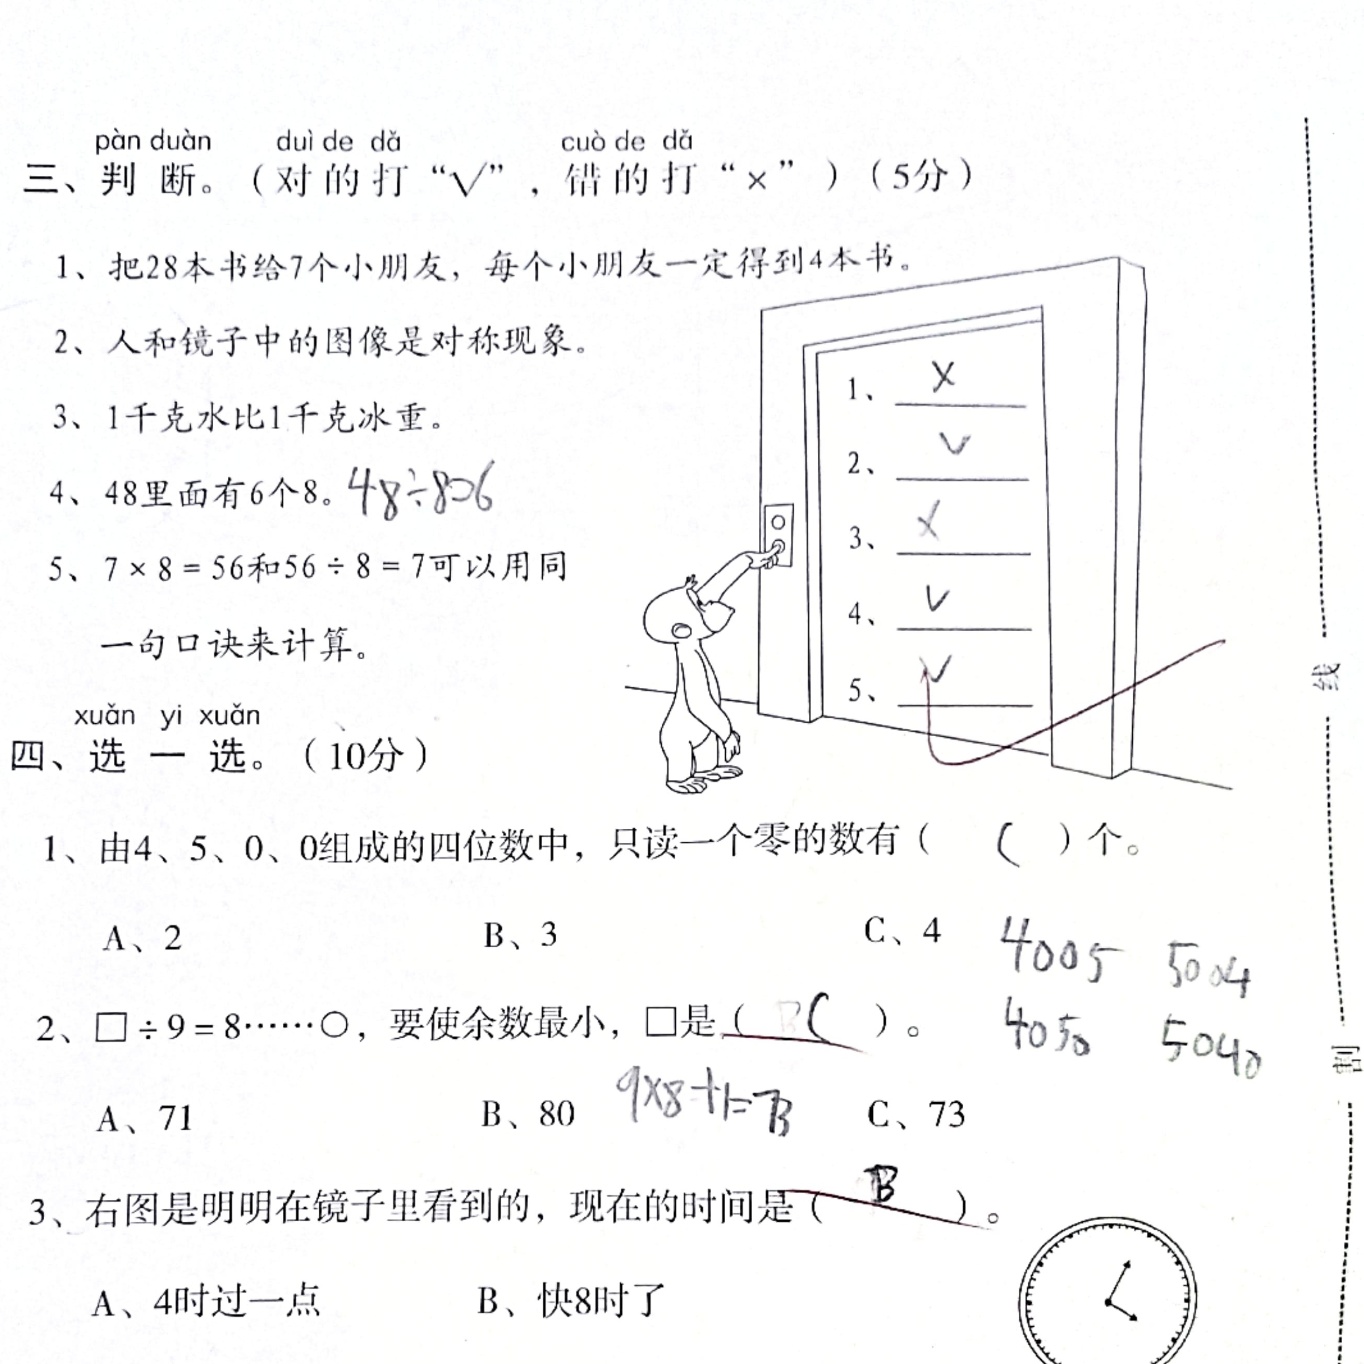 pàn duàn duì de dǎ cuò de dǎ
三、判 断。（对的打“√”，错的打“×”）（5分）
1、把28本书给7个小朋友，每个小朋友一定得到4本书。
2、人和镜子中的图像是对称现象。
3、1千克水比1千克冰重。
4、48里面有6个8。48÷8=6
5、7×8=56和56÷8=7可以用同
一句口诀来计算。
1、 ×
2、 √
3、 ×
4、 √
5、 √
xuǎn yi xuǎn
四、选 一 选。（10分）
1、由4、5、0、0组成的四位数中，只读一个零的数有（ C ）个。
A、2 B、3 C、4
4005 5004
4050 5040
2、□÷9=8……○，要使余数最小，□是（ C ）。
A、71 B、80 C、73
9×8+1=73
3、右图是明明在镜子里看到的，现在的时间是（ B ）。
A、4时过一点 B、快8时了
线
割